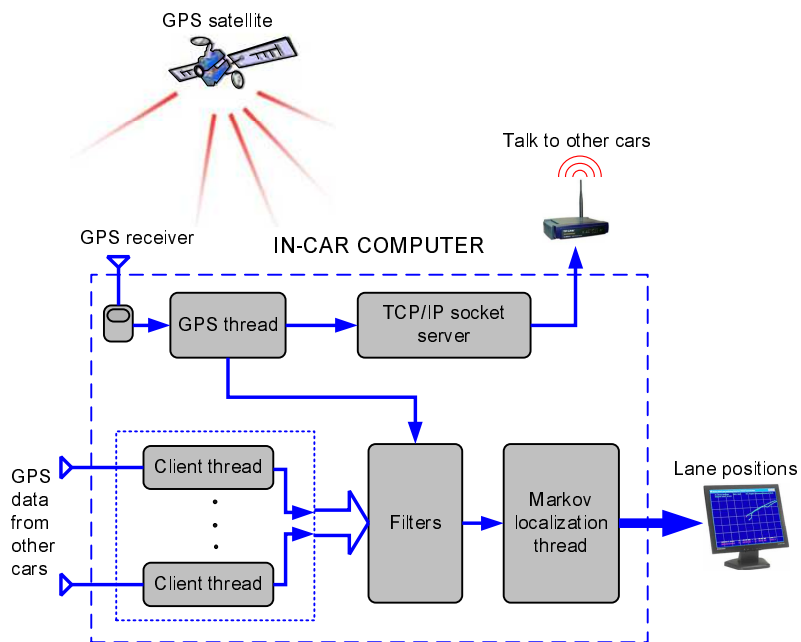 GPS satellite
Talk to other cars
GPS receiver
IN-CAR COMPUTER
GPS thread
TCP/IP socket
server
Client thread
GPS
data
from
other
cars
Filters
Markov
localization
thread
Lane positions
Client thread